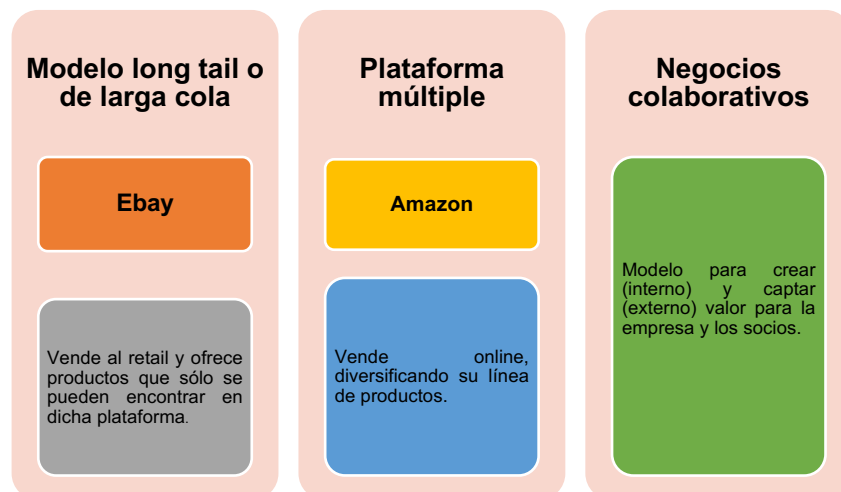 Modelo long tail o
de larga cola
Ebay
Vende al retail y ofrece
productos que sólo se
pueden encontrar en
dicha plataforma.
Plataforma
múltiple
Amazon
Vende online,
diversificando su línea
de productos.
Negocios
colaborativos
Modelo para crear
(interno) y captar
(externo) valor para la
empresa y los socios.